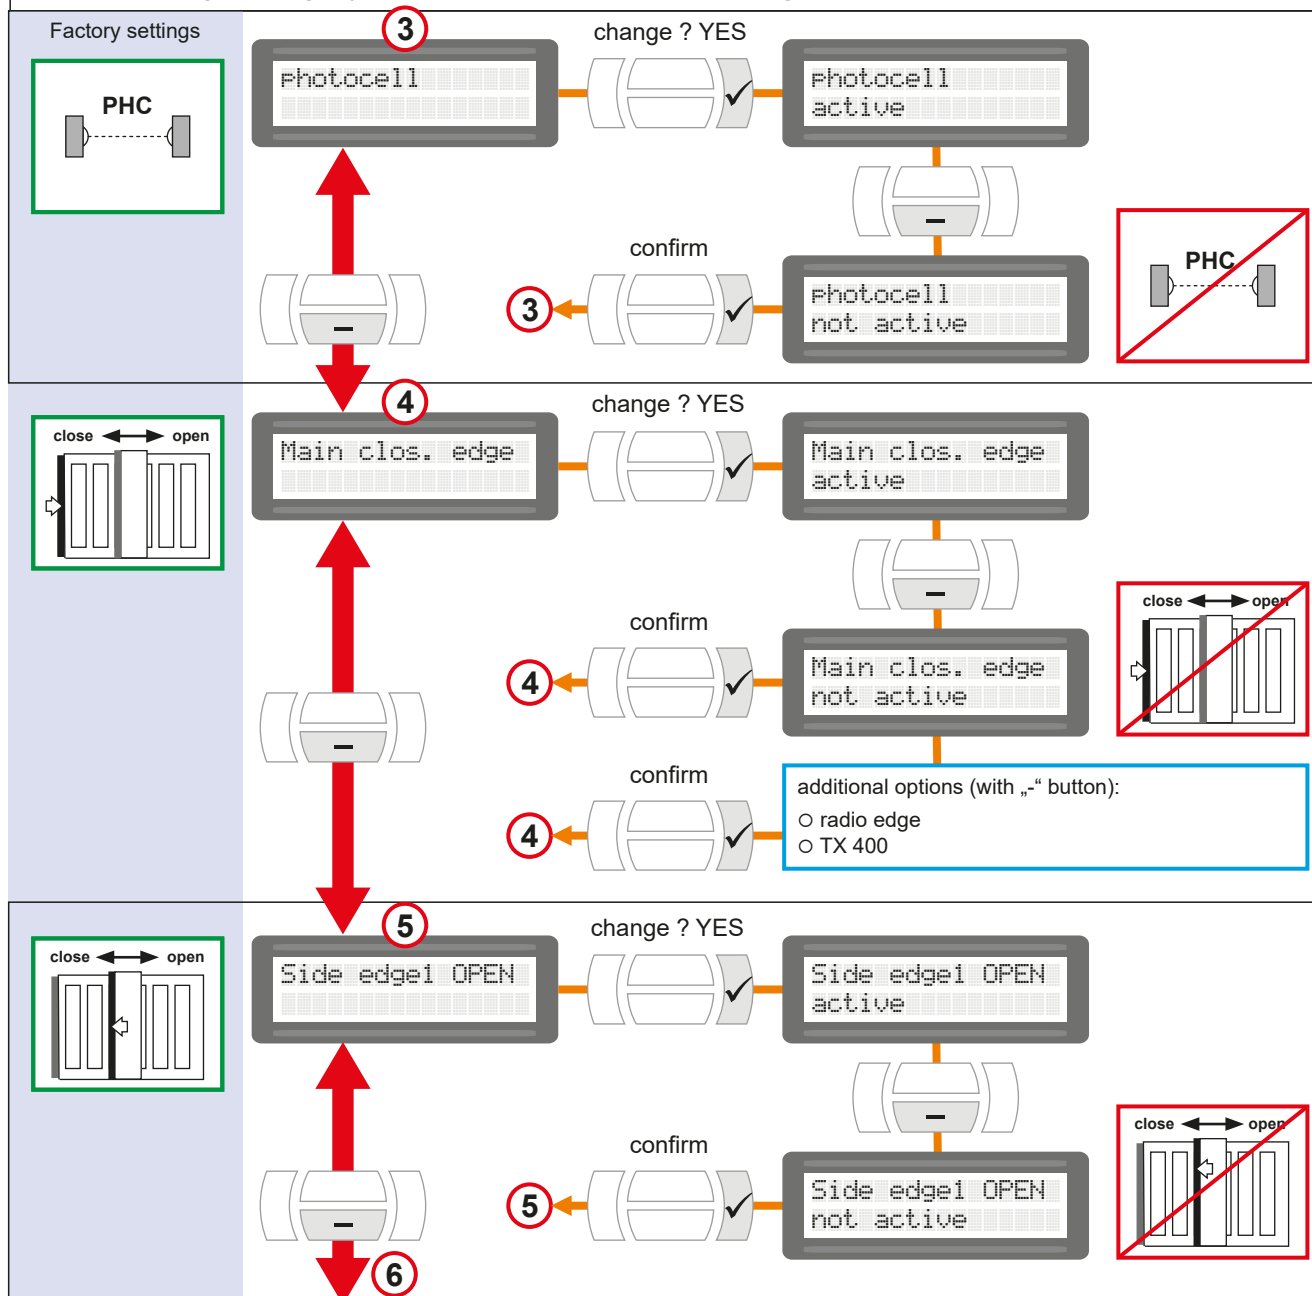 Factory settings
3
change ? YES
PHC
photocell
photocell
active
confirm
3
photocell
not active
PHC
4
change ? YES
close open
Main clos. edge
Main clos. edge
active
confirm
4
Main clos. edge
not active
close open
confirm
4
additional options (with „-“ button):
radio edge
TX 400
5
change ? YES
close open
Side edge1 OPEN
Side edge1 OPEN
active
confirm
5
Side edge1 OPEN
not active
close open
6